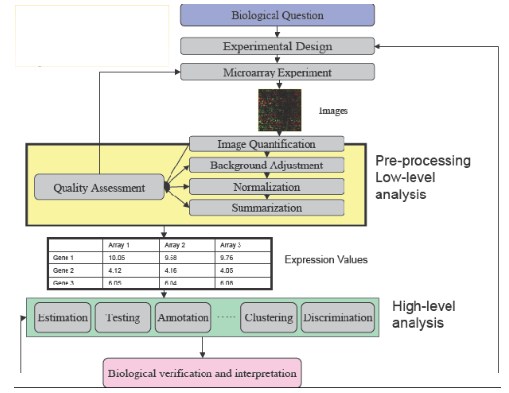 Biological Question
Experimental Design
Microarray Experiment
Images
Image Quantification
Background Adjustment
Quality Assessment
Normalization
Summarization
Pre-processing
Low-level
analysis
Array 1 Array 2 Array 3
Gene 1 10.05 9.58 9.76
Gene 2 4.12 4.16 4.05
Gene 3 6.05 6.04 6.08
Expression Values
Estimation Testing Annotation ····· Clustering Discrimination
High-level
analysis
Biological verification and interpretation